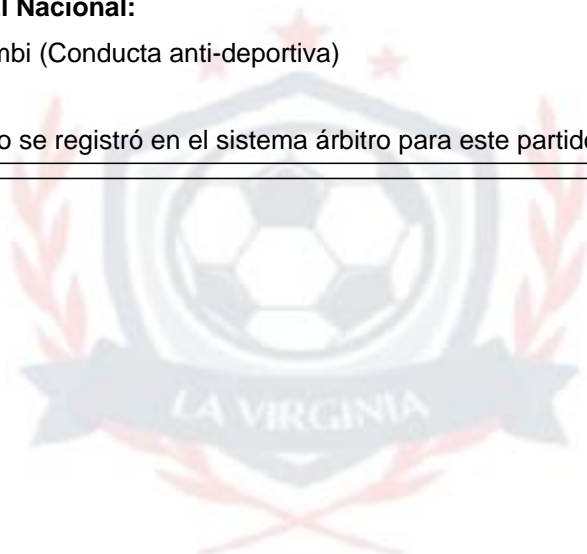 l Nacional:
mbi (Conducta anti-deportiva)
o se registró en el sistema árbitro para este partido
LA VIRGINIA